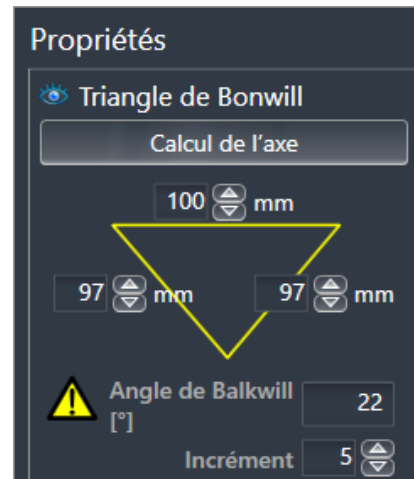 Propriétés
Triangle de Bonwill
Calcul de l'axe
100 mm
97 mm 97 mm
Angle de Balkwill 22
[°]
Incrément 5